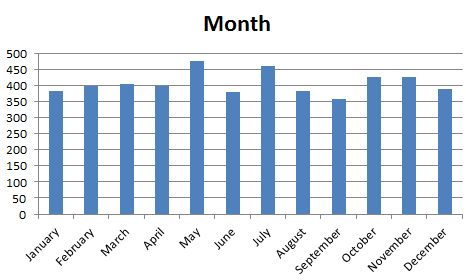 Month
500
450
400
350
300
250
200
150
100
50
0
January
February
March
April
May
June
July
August
September
October
November
December